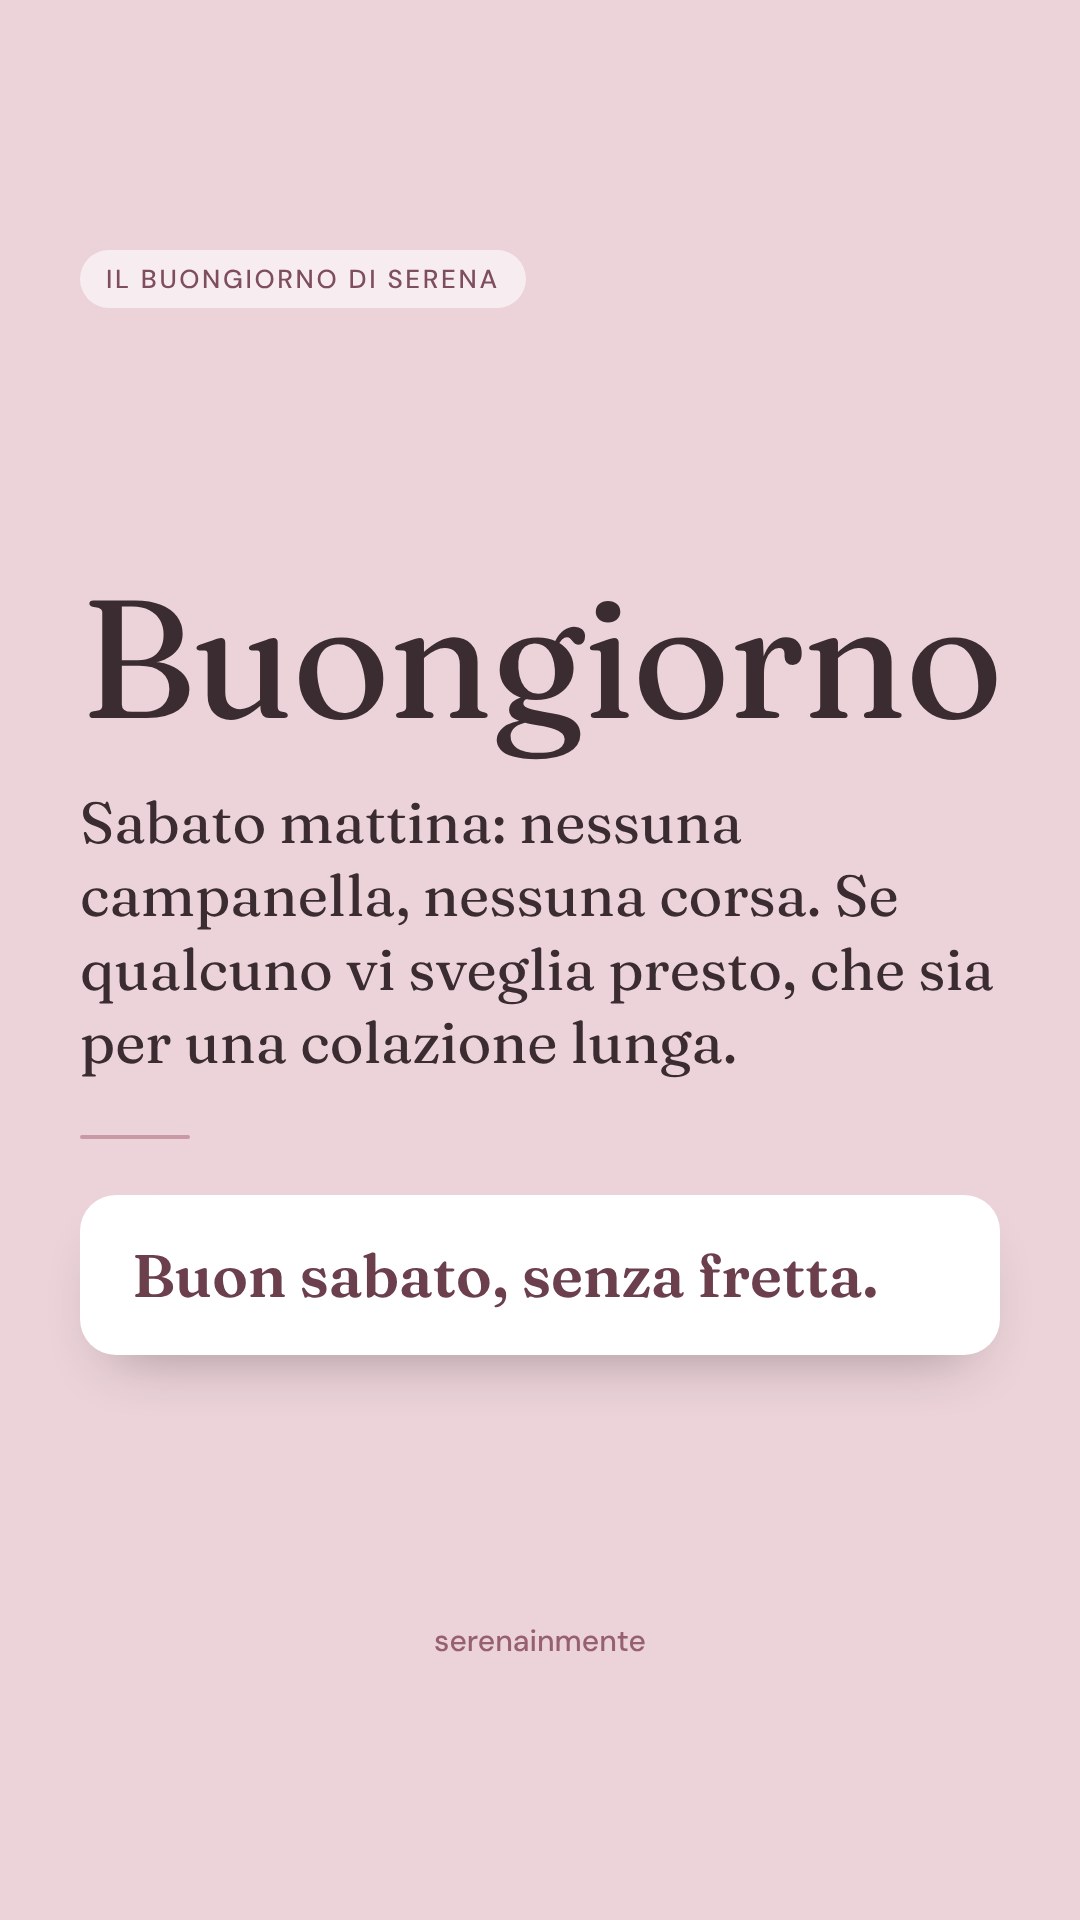 IL BUONGIORNO DI SERENA
Buongiorno
Sabato mattina: nessuna
campanella, nessuna corsa. Se
qualcuno vi sveglia presto, che sia
per una colazione lunga.
Buon sabato, senza fretta.
serenainmente